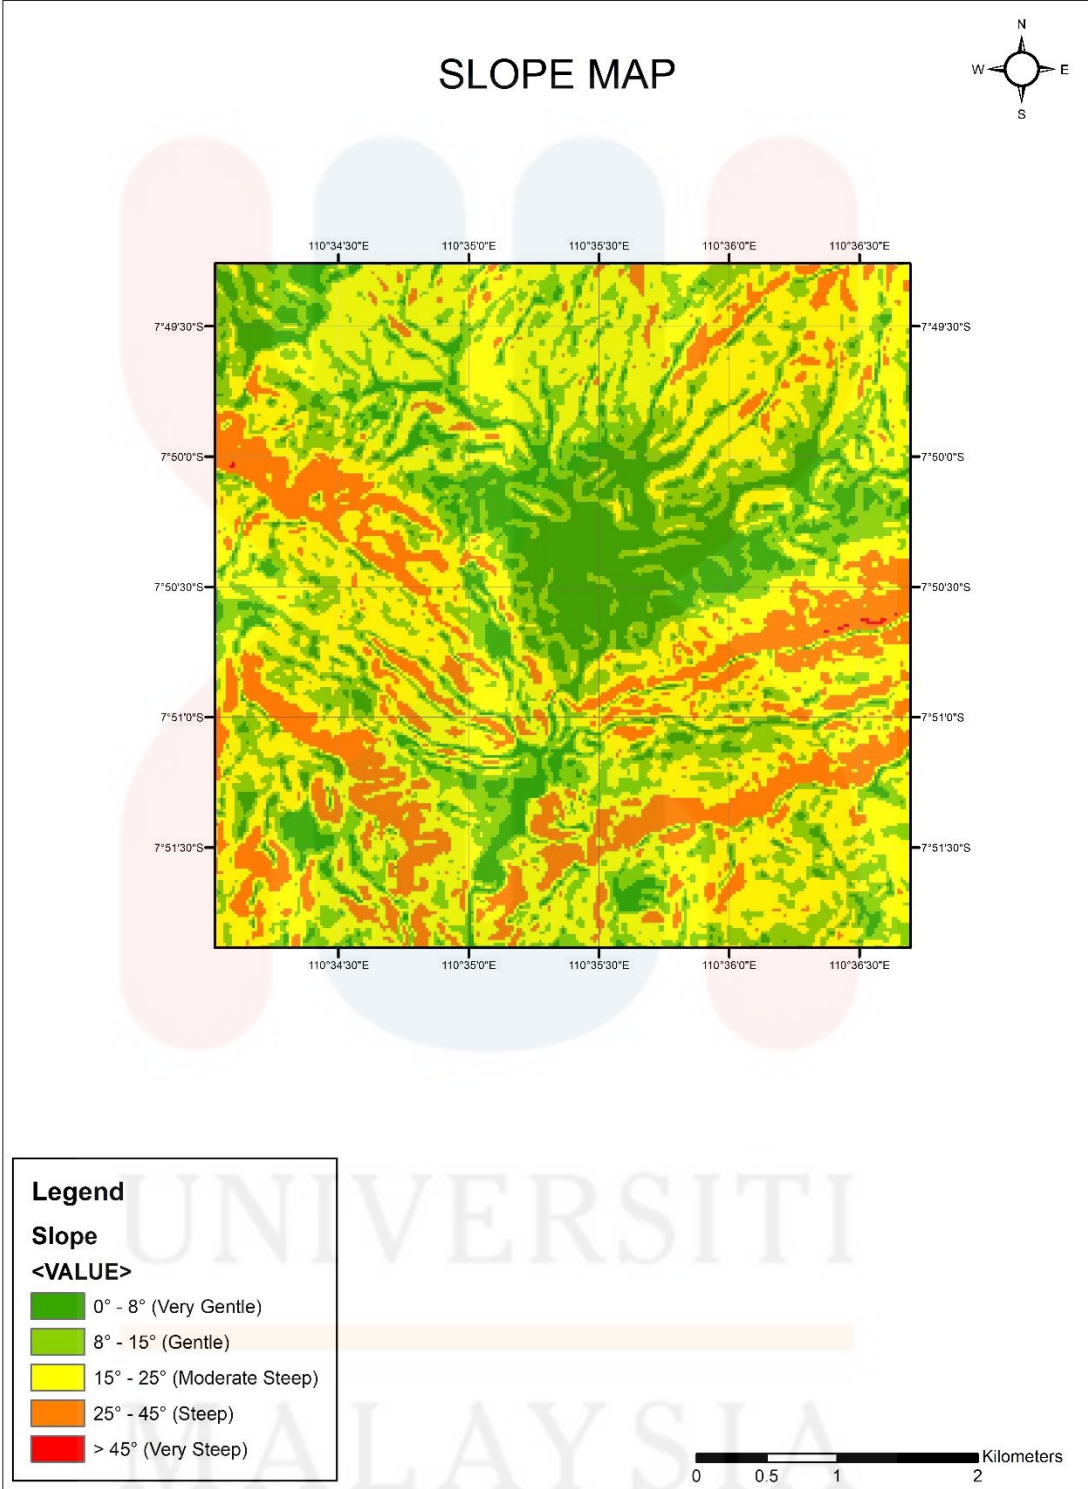 N
SLOPE MAP
W E
S
110°34'30"E 110°35'0"E 110°35'30"E 110°36'0"E 110°36'30"E
7°49'30"S 7°49'30"S
7°50'0"S 7°50'0"S
7°50'30"S 7°50'30"S
7°51'0"S 7°51'0"S
7°51'30"S 7°51'30"S
110°34'30"E 110°35'0"E 110°35'30"E 110°36'0"E 110°36'30"E
UNIVERSITI
Legend
Slope
<VALUE>
0° - 8° (Very Gentle)
8° - 15° (Gentle)
15° - 25° (Moderate Steep)
25° - 45° (Steep)
> 45° (Very Steep)
MALAYSIA
Kilometers
0 0.5 1 2